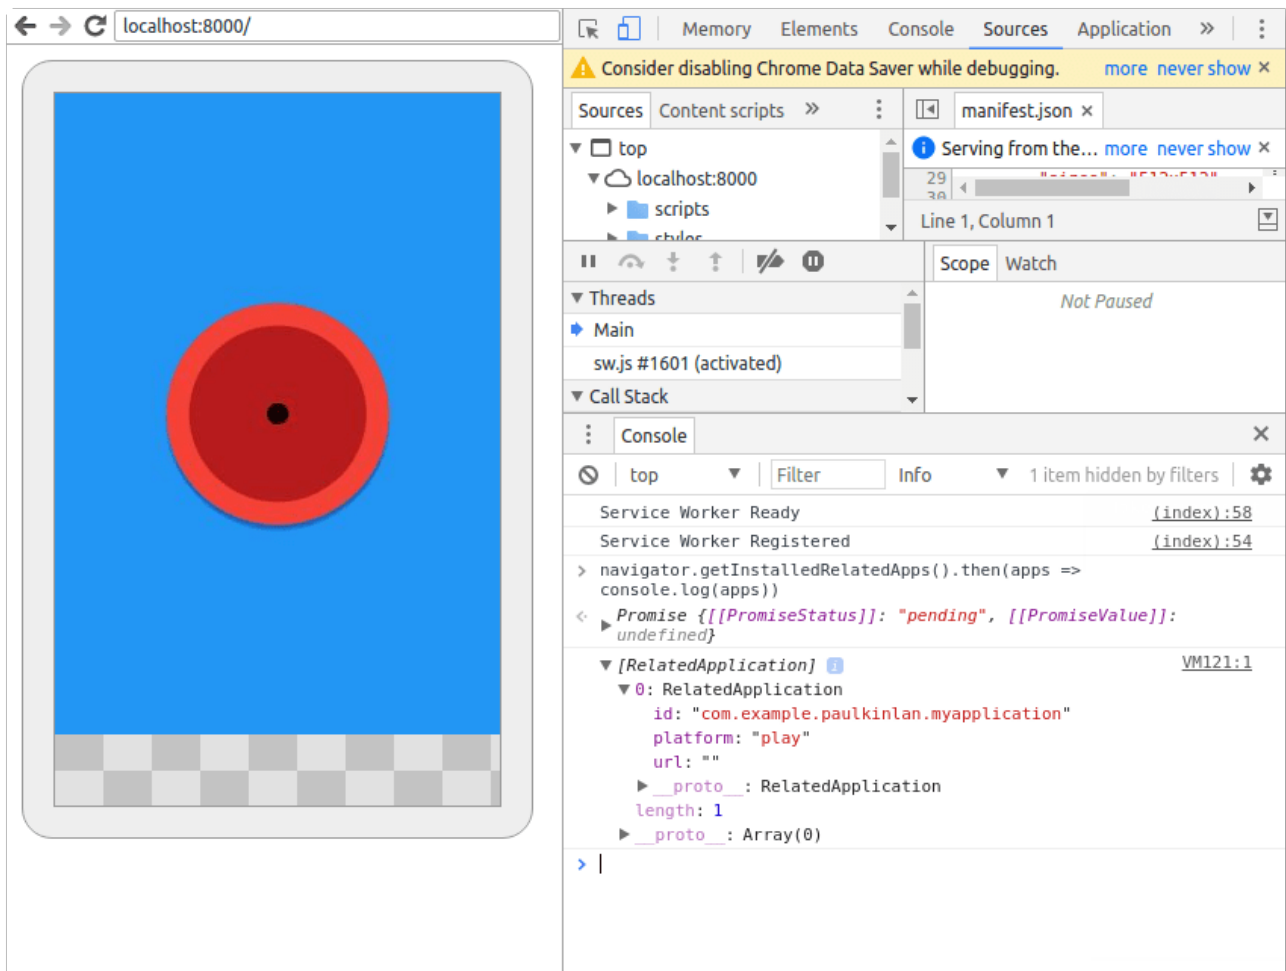 localhost:8000/
Memory Elements Console Sources Application »
Consider disabling Chrome Data Saver while debugging. more never show ×
Sources Content scripts »
manifest.json ×
top
Serving from the... more never show ×
localhost:8000
29
"sizes": "512x512"
30
scripts
Line 1, Column 1
styles
Scope Watch
Threads
Not Paused
Main
sw.js #1601 (activated)
Call Stack
Console
top Filter Info 1 item hidden by filters
Service Worker Ready (index):58
Service Worker Registered (index):54
> navigator.getInstalledRelatedApps().then(apps =>
console.log(apps))
Promise {[[PromiseStatus]]: "pending", [[PromiseValue]]:
undefined}
[RelatedApplication] i VM121:1
0: RelatedApplication
id: "com.example.paulkinlan.myapplication"
platform: "play"
url: ""
__proto__: RelatedApplication
length: 1
__proto__: Array(0)
>